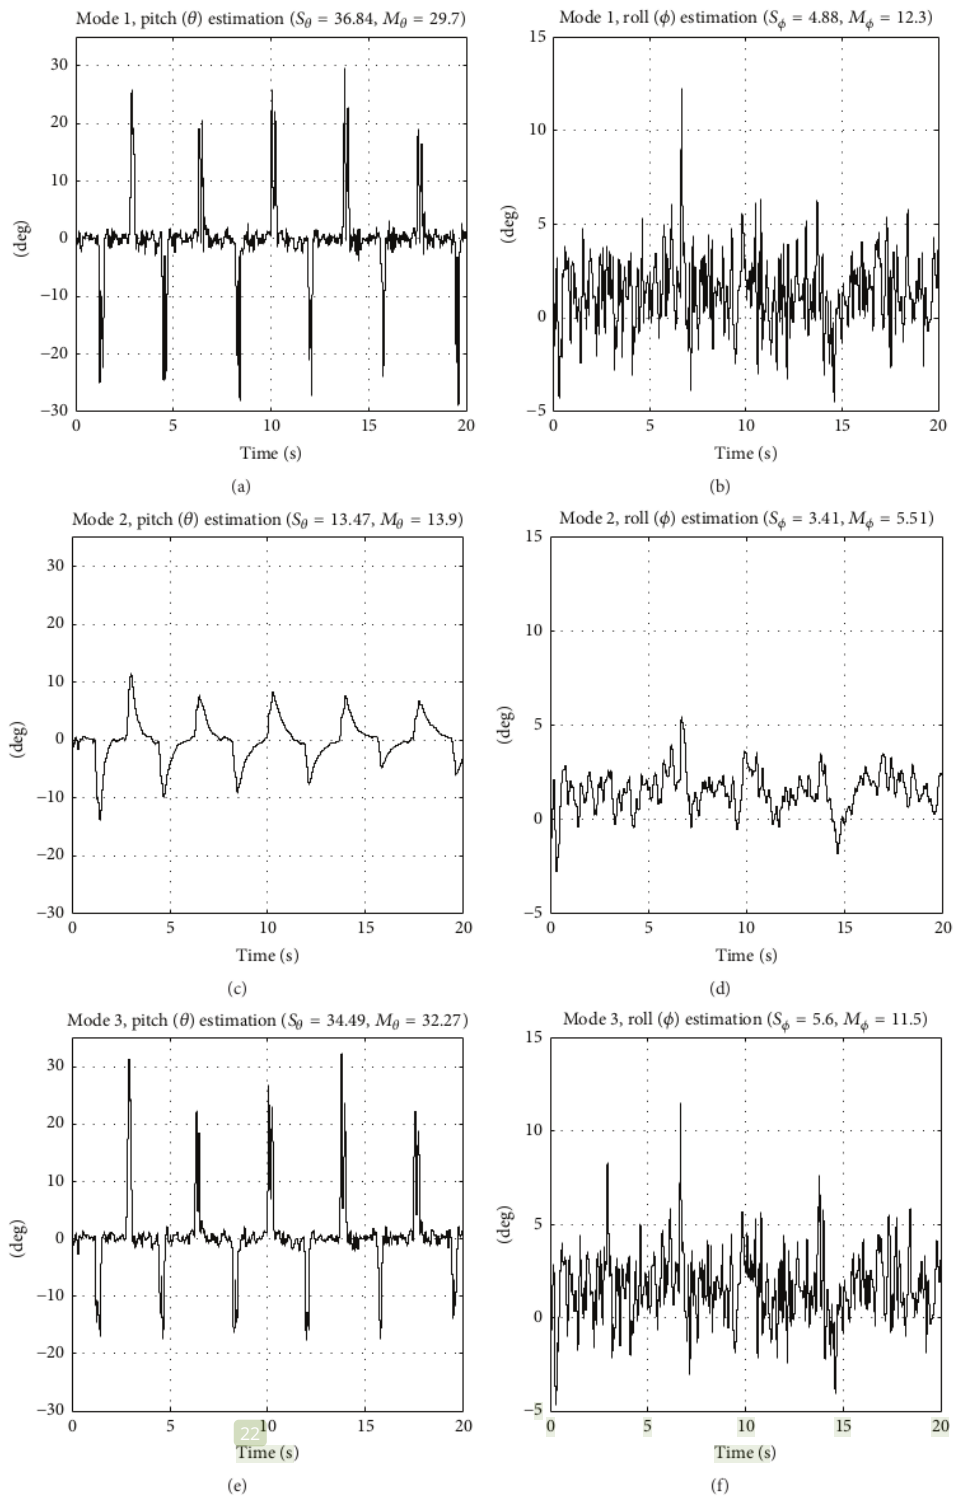 Mode 1, pitch (θ) estimation (Sθ = 36.84, Mθ = 29.7)
30
20
10
0
−10
−20
−30
(deg)
0 5 10 15 20
Time (s)
(a)
Mode 1, roll (ϕ) estimation (Sϕ = 4.88, Mϕ = 12.3)
15
10
5
0
−5
(deg)
0 5 10 15 20
Time (s)
(b)
Mode 2, pitch (θ) estimation (Sθ = 13.47, Mθ = 13.9)
30
20
10
0
−10
−20
−30
(deg)
0 5 10 15 20
Time (s)
(c)
Mode 2, roll (ϕ) estimation (Sϕ = 3.41, Mϕ = 5.51)
15
10
5
0
−5
(deg)
0 5 10 15 20
Time (s)
(d)
Mode 3, pitch (θ) estimation (Sθ = 34.49, Mθ = 32.27)
30
20
10
0
−10
−20
−30
(deg)
0 5 10 15 20
22
Time (s)
(e)
Mode 3, roll (ϕ) estimation (Sϕ = 5.6, Mϕ = 11.5)
15
10
5
0
−5
(deg)
0 5 10 15 20
Time (s)
(f)